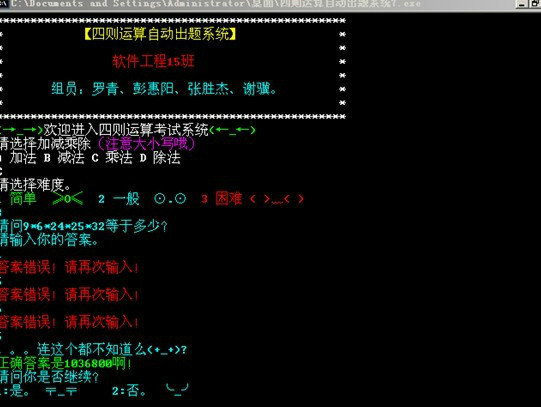 C:\Documents and Settings\Administrator\桌面\四则运算自动出题系统7.exe
************************************************
* 【四则运算自动出题系统】 *
* 软件工程15班 *
* 组员：罗青、彭惠阳、张胜杰、谢骥。 *
************************************************
(→_→)欢迎进入四则运算考试系统(←_←)
请选择加减乘除（注意大小写哦）
A 加法 B 减法 C 乘法 D 除法
C
请选择难度。
简单 ≥O≤ 2 一般 ⊙.⊙ 3 困难 ( >__< )
请问9*6*24*25*32等于多少?
请输入你的答案。
答案错误! 请再次输入!
答案错误! 请再次输入!
答案错误! 请再次输入!
。。连这个都不知道么(+_+)?
正确答案是1036800啊!
请问你是否继续?
1:是。 〒_〒 2:否。 ╰_╯